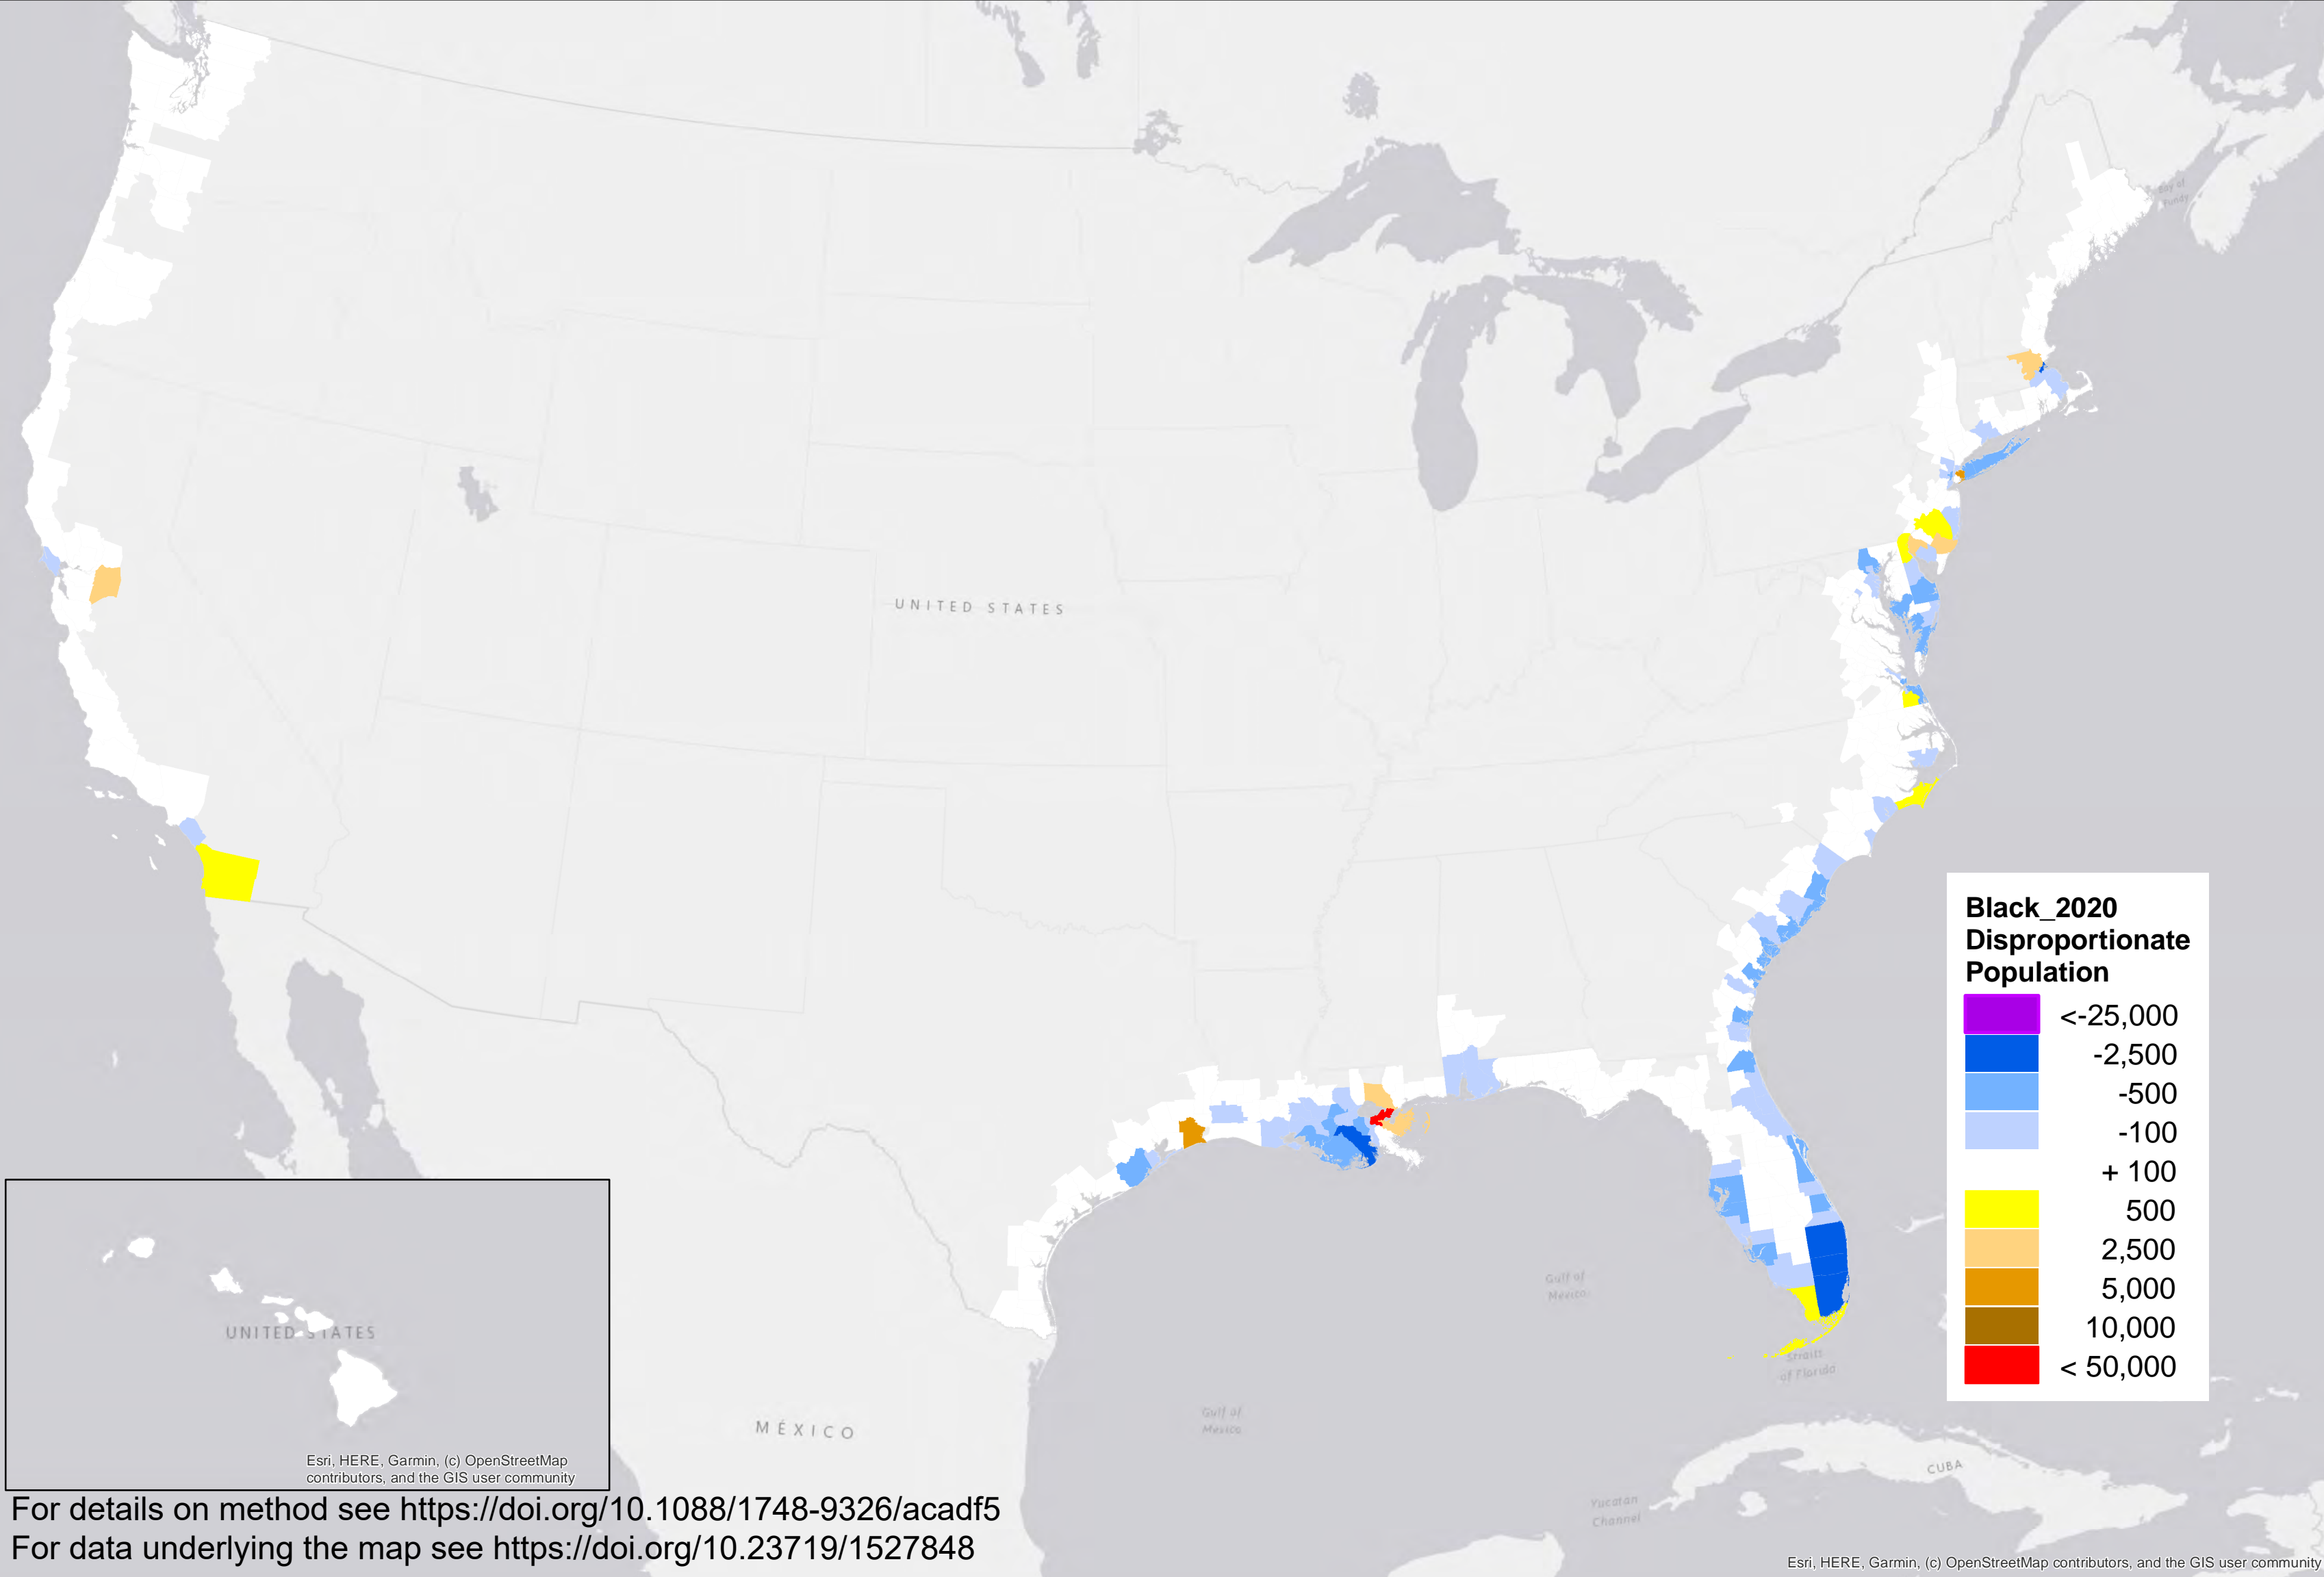 Bay of
Fundy
UNITED STATES
Black_2020
Disproportionate
Population
<-25,000
-2,500
-500
-100
+ 100
500
2,500
5,000
10,000
< 50,000
Gulf of
Mexico
Straits
of Florida
UNITED STATES
Gulf of
Mexico
MÉXICO
CUBA
Esri, HERE, Garmin, (c) OpenStreetMap
contributors, and the GIS user community
Yucatan
Channel
For details on method see https://doi.org/10.1088/1748-9326/acadf5
For data underlying the map see https://doi.org/10.23719/1527848
Esri, HERE, Garmin, (c) OpenStreetMap contributors, and the GIS user community